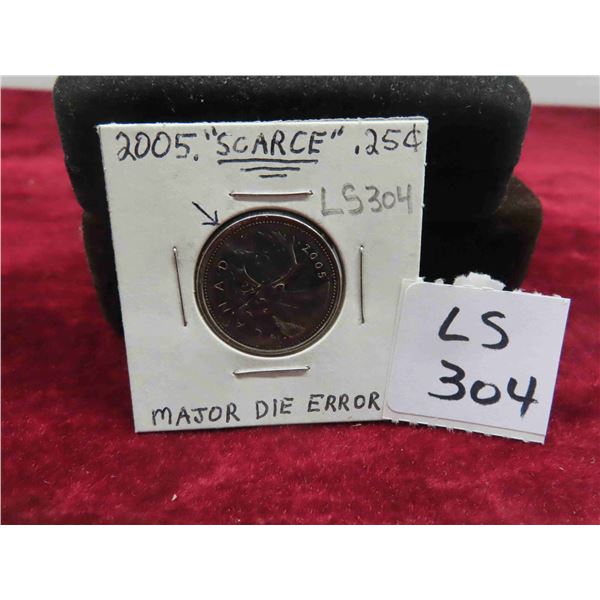 2005. "SCARCE" .25¢
LS304
CANADA
2005
MAJOR DIE ERROR
LS
304